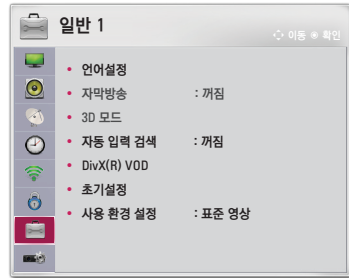 일반 1
이동 ◉ 확인
• 언어설정
• 자막방송 : 꺼짐
• 3D 모드
• 자동 입력 검색 : 꺼짐
• DivX(R) VOD
• 초기설정
• 사용 환경 설정 : 표준 영상